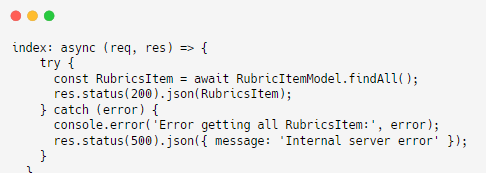 index: async (req, res) => {
    try {
      const RubricsItem = await RubricItemModel.findAll();
      res.status(200).json(RubricsItem);
    } catch (error) {
      console.error('Error getting all RubricsItem:', error);
      res.status(500).json({ message: 'Internal server error' });
    }
  }